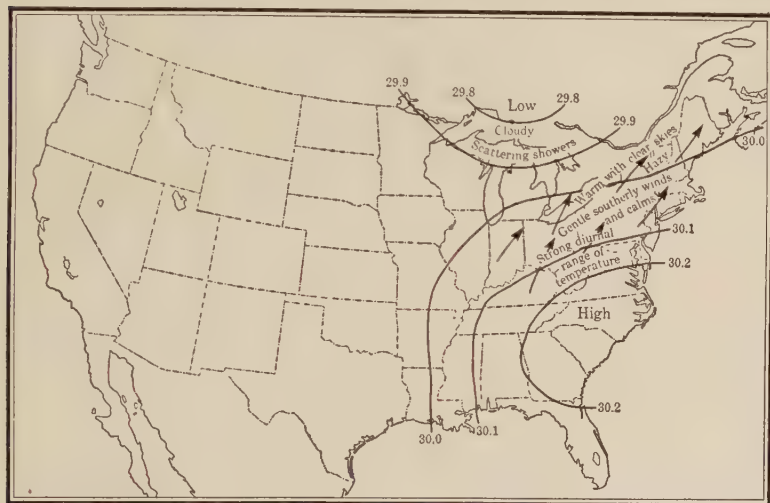 29.9
29.8
Low
29.8
29.9
Cloudy
Scattering showers
Warm with clear skies
Hazy
30.0
Gentle southerly winds
and calms
Strong diurnal
range of
temperature
30.1
30.2
High
30.2
30.0
30.1